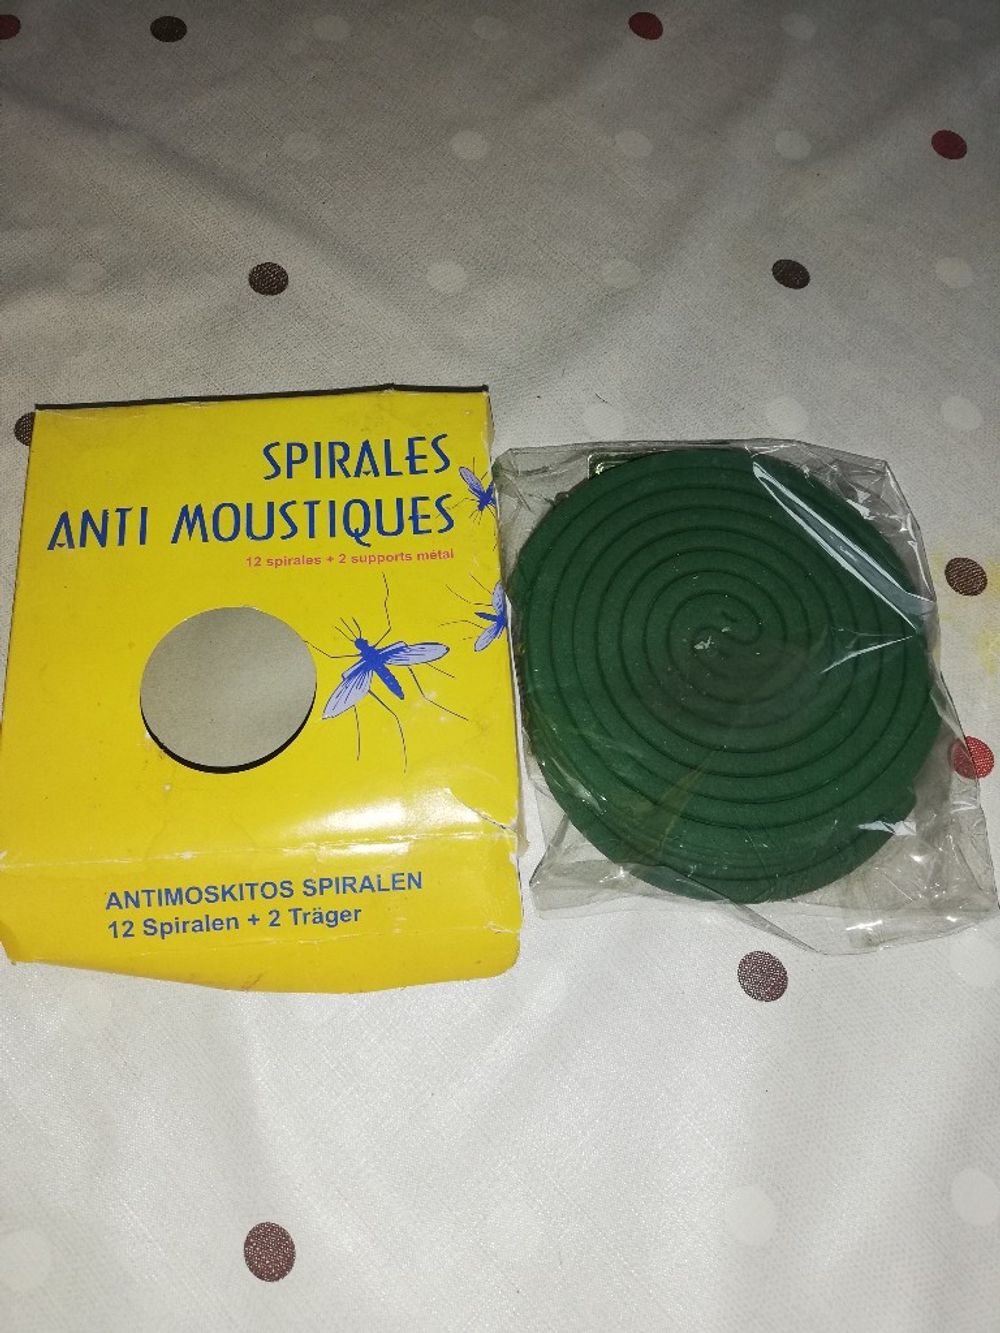 SPIRALES
ANTI MOUSTIQUES
12 spirales + 2 supports métal
ANTIMOSKITOS SPIRALEN
12 Spiralen + 2 Träger